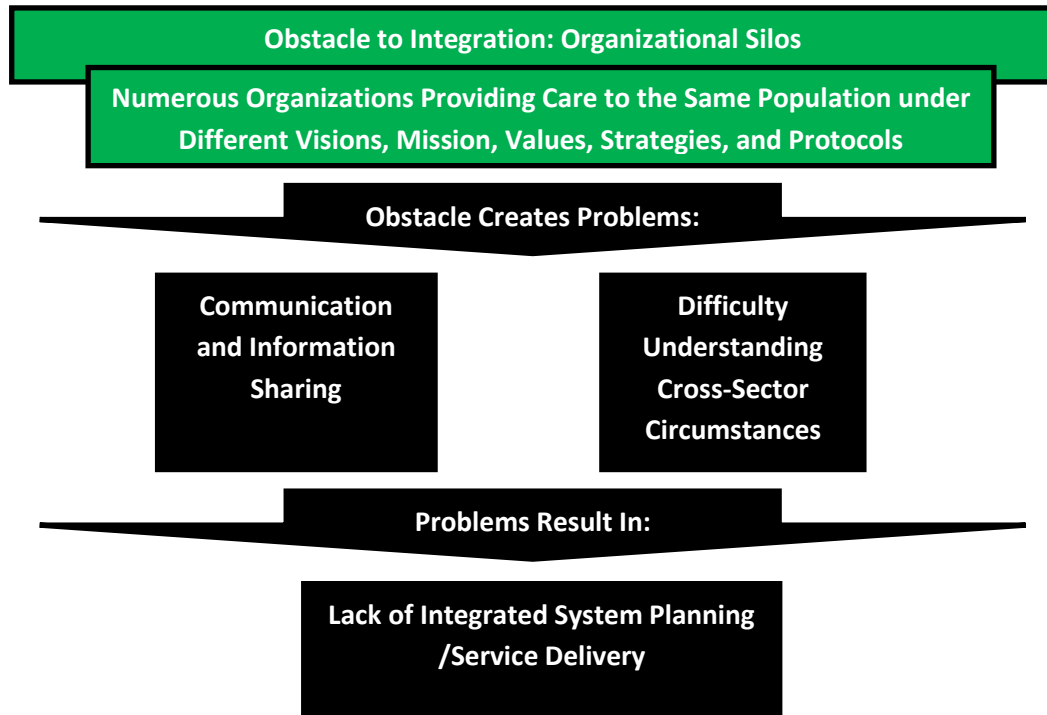 Obstacle to Integration: Organizational Silos
Numerous Organizations Providing Care to the Same Population under
Different Visions, Mission, Values, Strategies, and Protocols
Obstacle Creates Problems:
Communication
and Information
Sharing
Difficulty
Understanding
Cross-Sector
Circumstances
Problems Result In:
Lack of Integrated System Planning
/Service Delivery